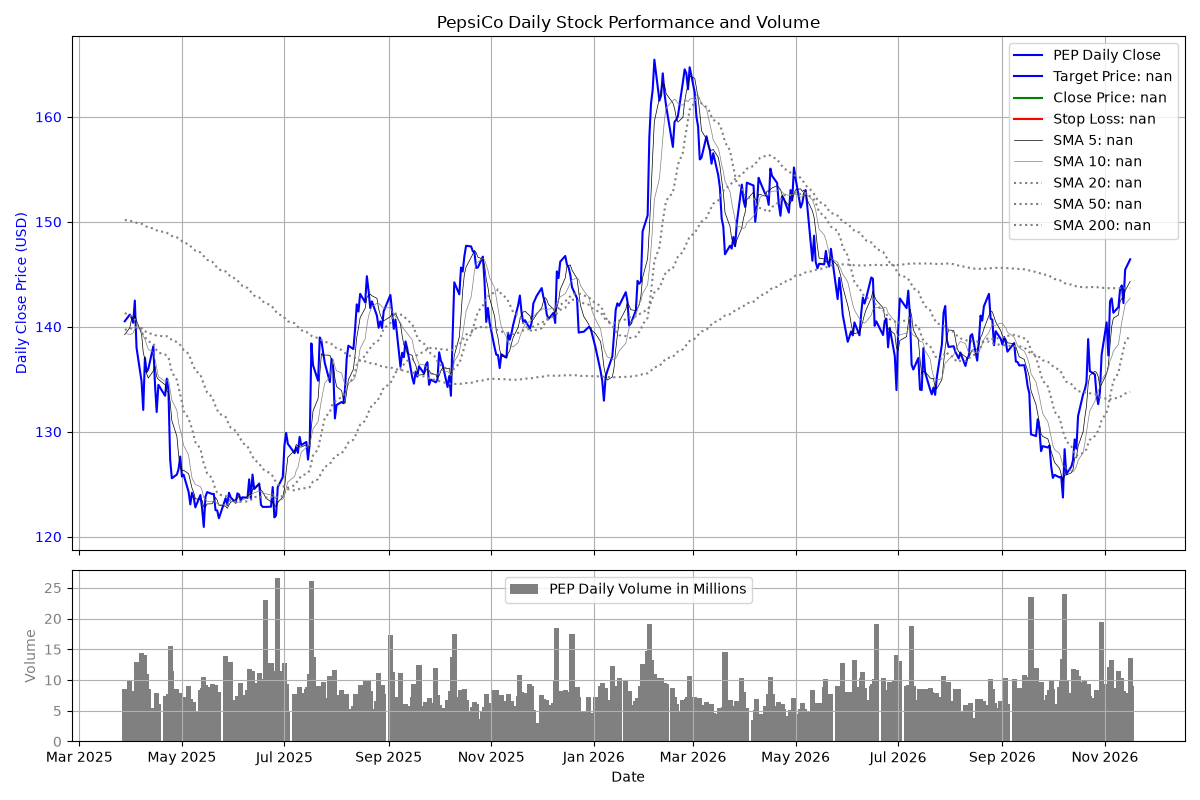 PepsiCo Daily Stock Performance and Volume
Daily Close Price (USD)
160
150
140
130
120
PEP Daily Close
Target Price: nan
Close Price: nan
Stop Loss: nan
SMA 5: nan
SMA 10: nan
SMA 20: nan
SMA 50: nan
SMA 200: nan
Volume
25
20
15
10
5
0
PEP Daily Volume in Millions
Mar 2025 May 2025 Jul 2025 Sep 2025 Nov 2025 Jan 2026 Mar 2026 May 2026 Jul 2026 Sep 2026 Nov 2026
Date